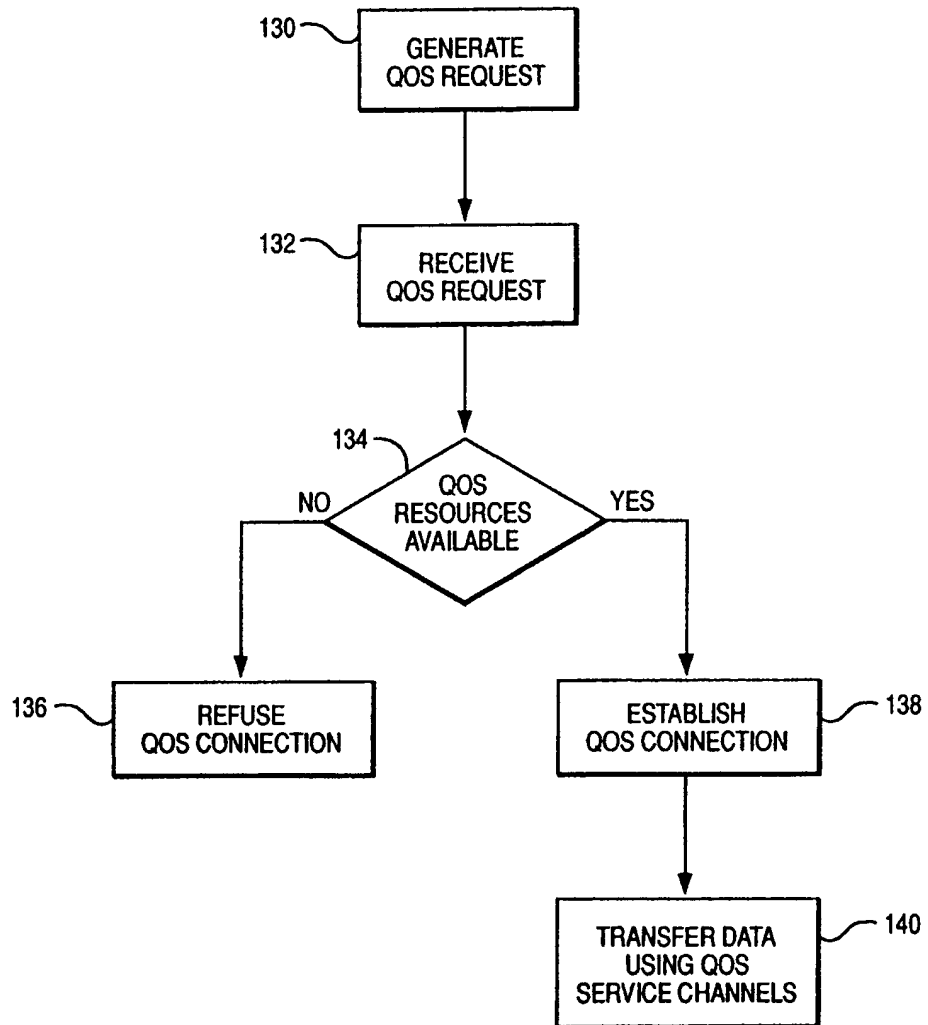 130
GENERATE
QOS REQUEST
132
RECEIVE
QOS REQUEST
134
QOS
RESOURCES
AVAILABLE
NO
YES
136
REFUSE
QOS CONNECTION
ESTABLISH
QOS CONNECTION
138
TRANSFER DATA
USING QOS
SERVICE CHANNELS
140